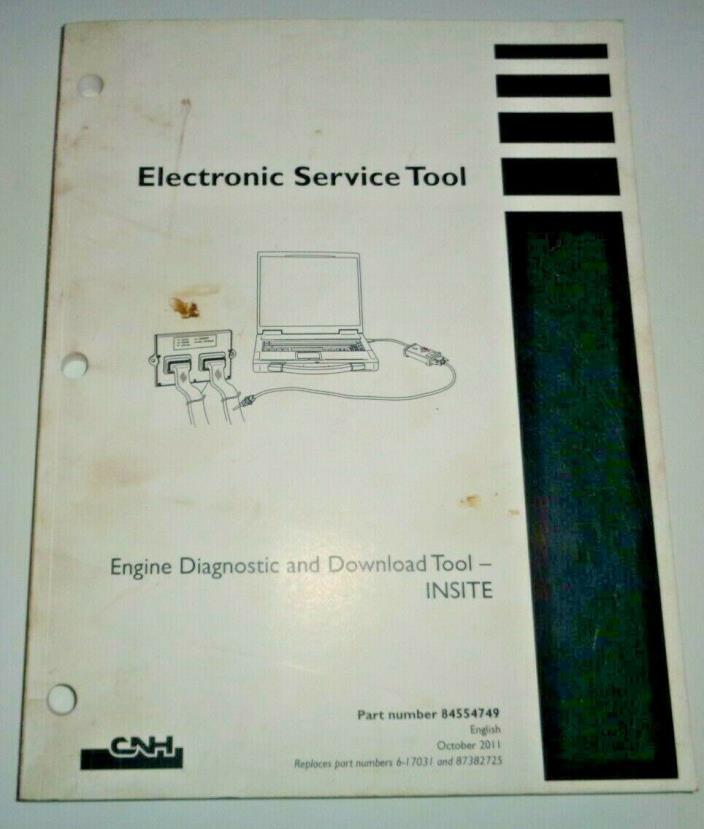 Electronic Service Tool
Engine Diagnostic and Download Tool –
INSITE
Part number 84554749
English
October 2011
Replaces part numbers 6-17031 and 87382725
CNH